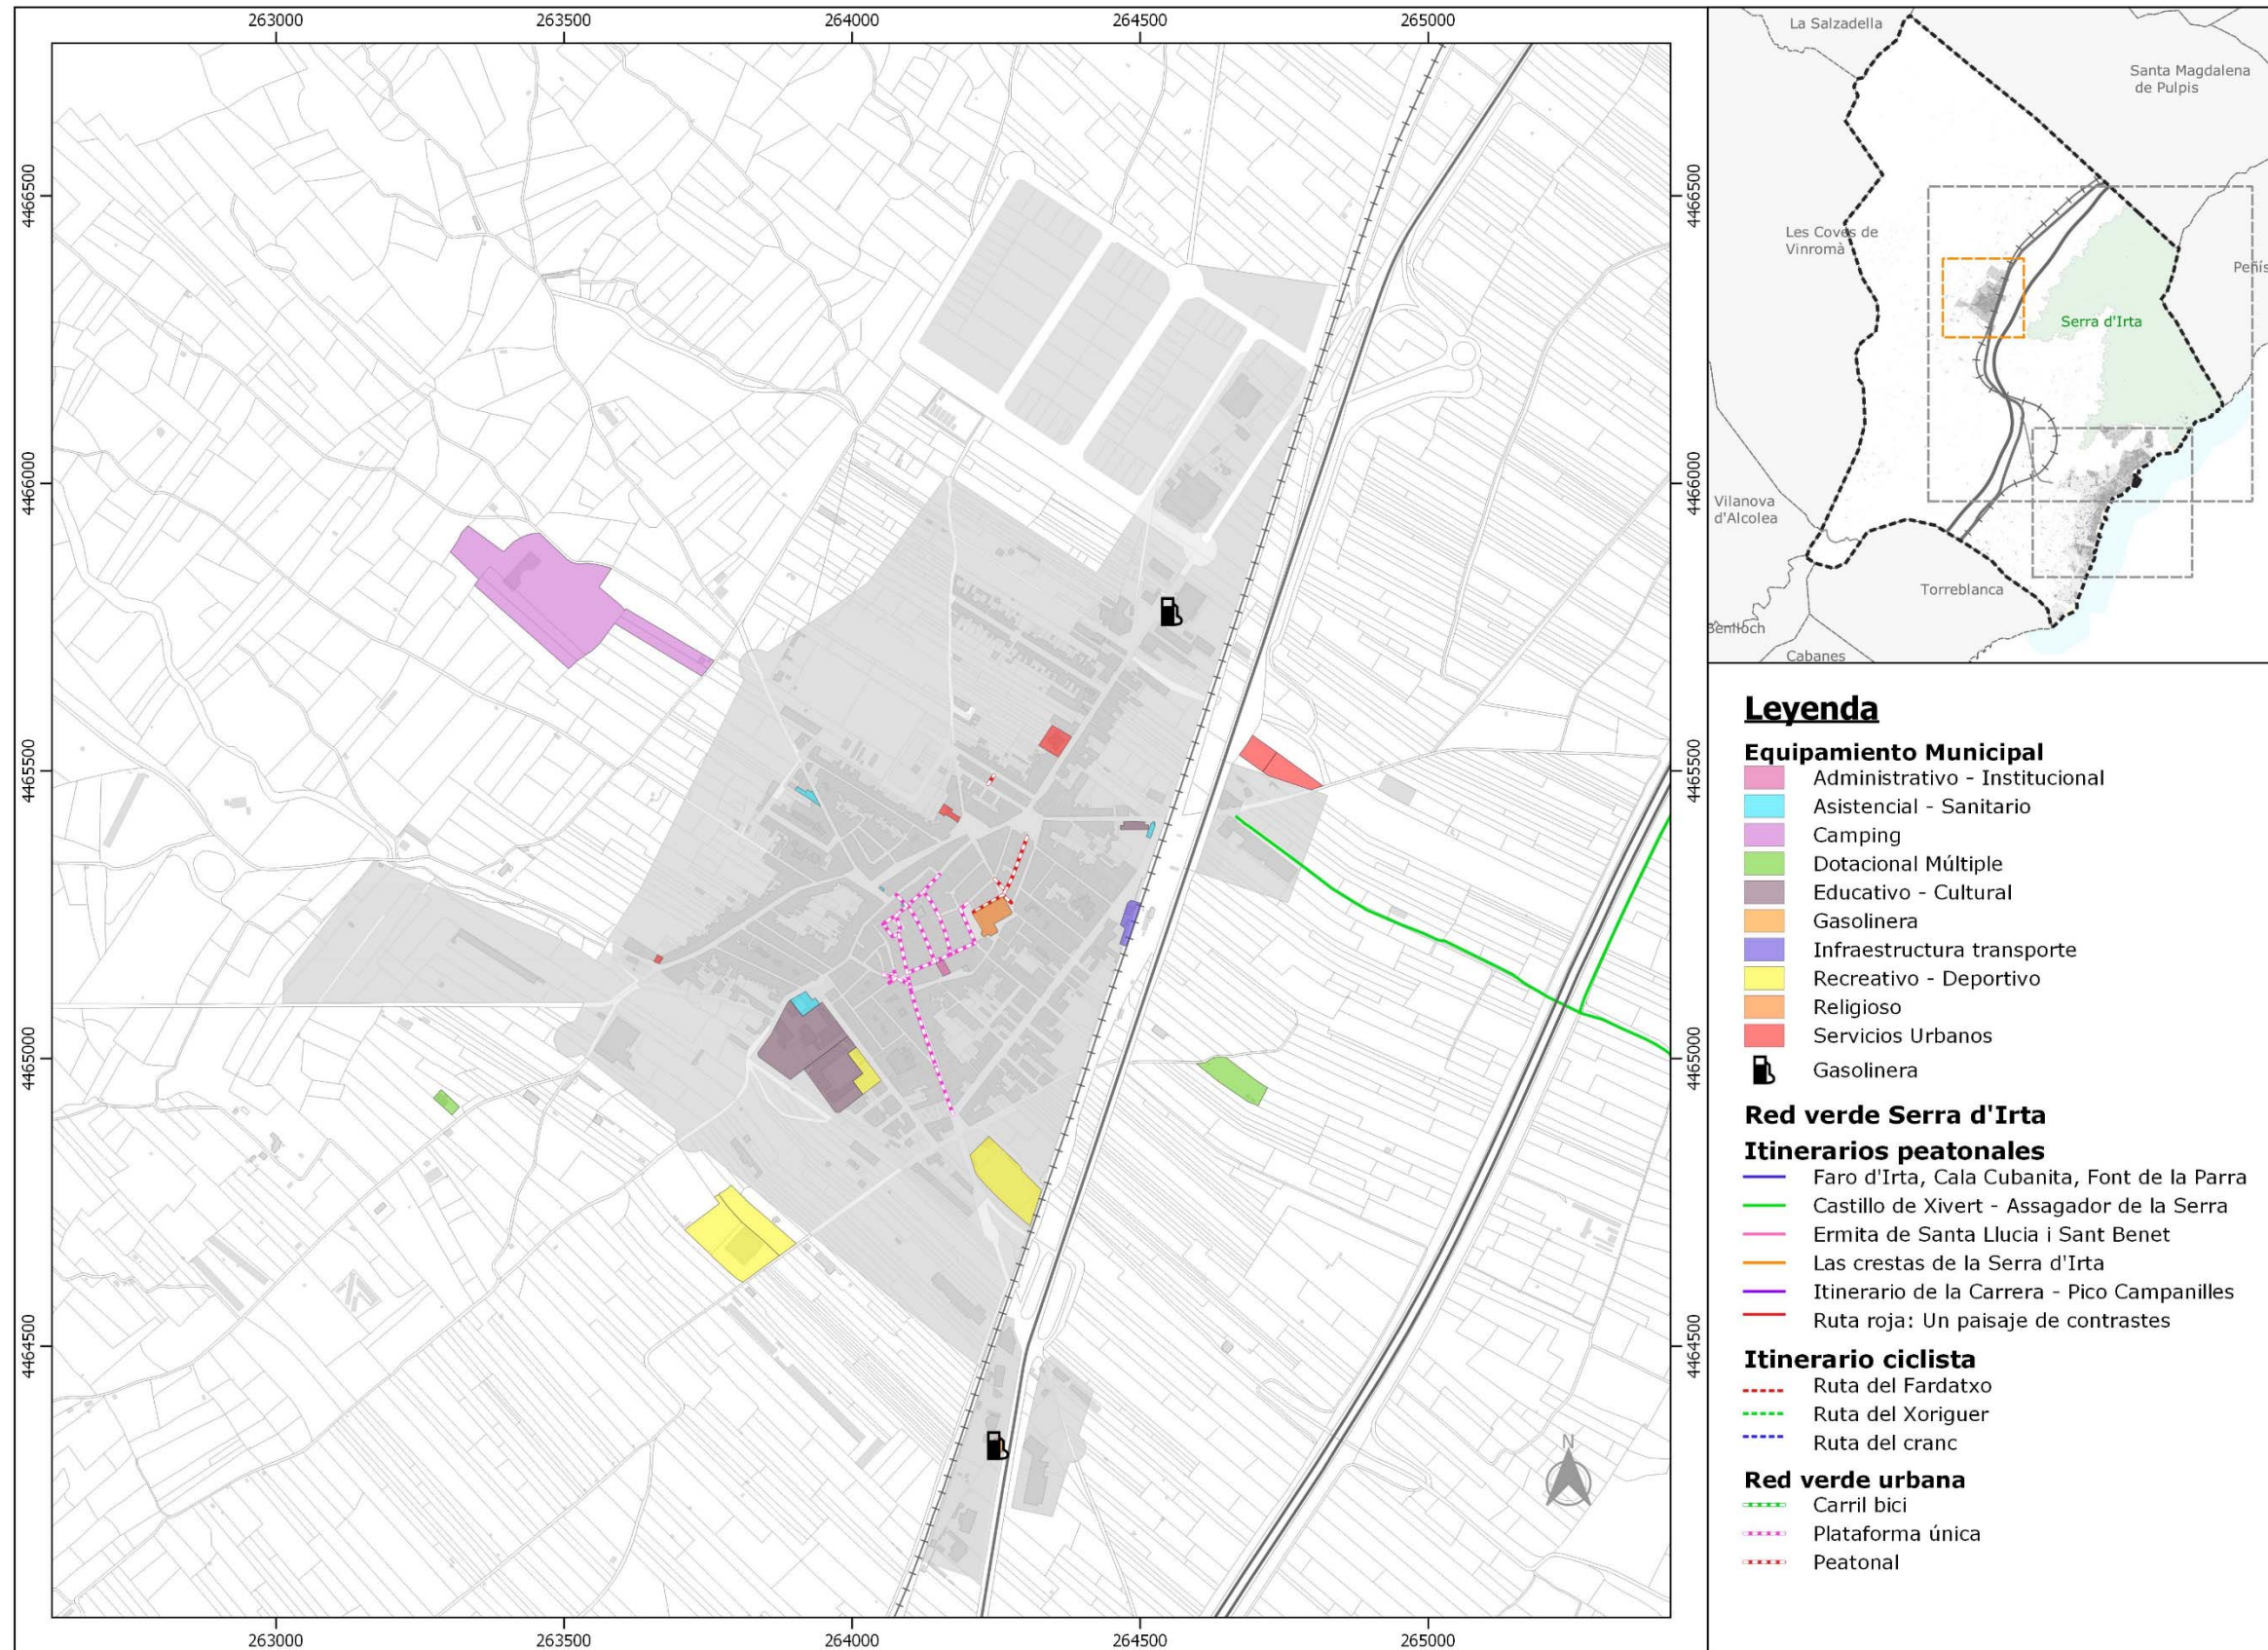 263000
263500
264000
264500
265000
4466500
4466000
4465500
4465000
4464500
4466500
4466000
4465500
4465000
4464500
N
263000
263500
264000
264500
265000
La Salzadella
Santa Magdalena
de Pulpis
Les Coves de
Vinromà
Peñís
Serra d'Irta
Vilanova
d'Alcolea
Torreblanca
Benlloch
Cabanes
Leyenda
Equipamiento Municipal
Administrativo - Institucional
Asistencial - Sanitario
Camping
Dotacional Múltiple
Educativo - Cultural
Gasolinera
Infraestructura transporte
Recreativo - Deportivo
Religioso
Servicios Urbanos
Gasolinera
Red verde Serra d'Irta
Itinerarios peatonales
Faro d'Irta, Cala Cubanita, Font de la Parra
Castillo de Xivert - Assagador de la Serra
Ermita de Santa Llucia i Sant Benet
Las crestas de la Serra d'Irta
Itinerario de la Carrera - Pico Campanilles
Ruta roja: Un paisaje de contrastes
Itinerario ciclista
Ruta del Fardatxo
Ruta del Xoriguer
Ruta del cranc
Red verde urbana
Carril bici
Plataforma única
Peatonal